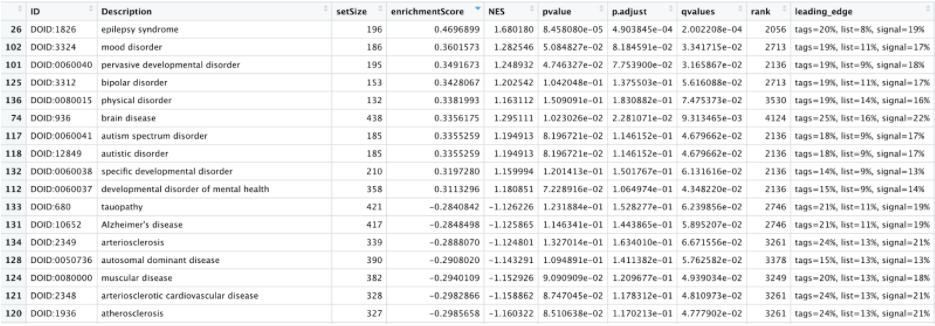 ID Description setSize enrichmentScore NES pvalue p.adjust qvalues rank leading_edge
26 DOID:1826 epilepsy syndrome 196 0.4696899 1.680180 8.458080e-05 4.903845e-04 2.002208e-04 2056 tags=20%, list=8%, signal=19%
102 DOID:3324 mood disorder 186 0.3601573 1.282546 5.084827e-02 8.184591e-02 3.341715e-02 2713 tags=19%, list=11%, signal=17%
101 DOID:0060040 pervasive developmental disorder 195 0.3491673 1.248932 4.746327e-02 7.753900e-02 3.165867e-02 2136 tags=19%, list=9%, signal=18%
125 DOID:3312 bipolar disorder 153 0.3428067 1.202542 1.042048e-01 1.375503e-01 5.616088e-02 2713 tags=19%, list=11%, signal=17%
136 DOID:0080015 physical disorder 132 0.3381993 1.163112 1.509091e-01 1.830882e-01 7.475373e-02 3530 tags=19%, list=14%, signal=16%
74 DOID:936 brain disease 438 0.3356175 1.295111 1.023026e-02 2.281071e-02 9.313465e-03 4124 tags=25%, list=16%, signal=22%
117 DOID:0060041 autism spectrum disorder 185 0.3355259 1.194913 8.196721e-02 1.146152e-01 4.679662e-02 2136 tags=18%, list=9%, signal=17%
118 DOID:12849 autistic disorder 185 0.3355259 1.194913 8.196721e-02 1.146152e-01 4.679662e-02 2136 tags=18%, list=9%, signal=17%
132 DOID:0060038 specific developmental disorder 210 0.3197280 1.159994 1.201413e-01 1.501767e-01 6.131616e-02 2136 tags=14%, list=9%, signal=13%
112 DOID:0060037 developmental disorder of mental health 358 0.3113296 1.180851 7.228916e-02 1.064974e-01 4.348220e-02 2136 tags=15%, list=9%, signal=14%
133 DOID:680 tauopathy 421 -0.2840842 -1.126226 1.231884e-01 1.528277e-01 6.239856e-02 2746 tags=21%, list=11%, signal=19%
131 DOID:10652 Alzheimer's disease 417 -0.2848498 -1.125865 1.146341e-01 1.443865e-01 5.895207e-02 2746 tags=21%, list=11%, signal=19%
134 DOID:2349 arteriosclerosis 339 -0.2888070 -1.124801 1.327014e-01 1.634010e-01 6.671556e-02 3261 tags=24%, list=13%, signal=21%
128 DOID:0050736 autosomal dominant disease 390 -0.2908020 -1.143291 1.094891e-01 1.411382e-01 5.762582e-02 3378 tags=15%, list=13%, signal=13%
124 DOID:0080000 muscular disease 382 -0.2940109 -1.152926 9.090909e-02 1.209677e-01 4.939034e-02 3249 tags=20%, list=13%, signal=18%
121 DOID:2348 arteriosclerotic cardiovascular disease 328 -0.2982866 -1.158862 8.747045e-02 1.178312e-01 4.810973e-02 3261 tags=24%, list=13%, signal=21%
120 DOID:1936 atherosclerosis 327 -0.2985658 -1.160322 8.510638e-02 1.170213e-01 4.777902e-02 3261 tags=24%, list=13%, signal=21%